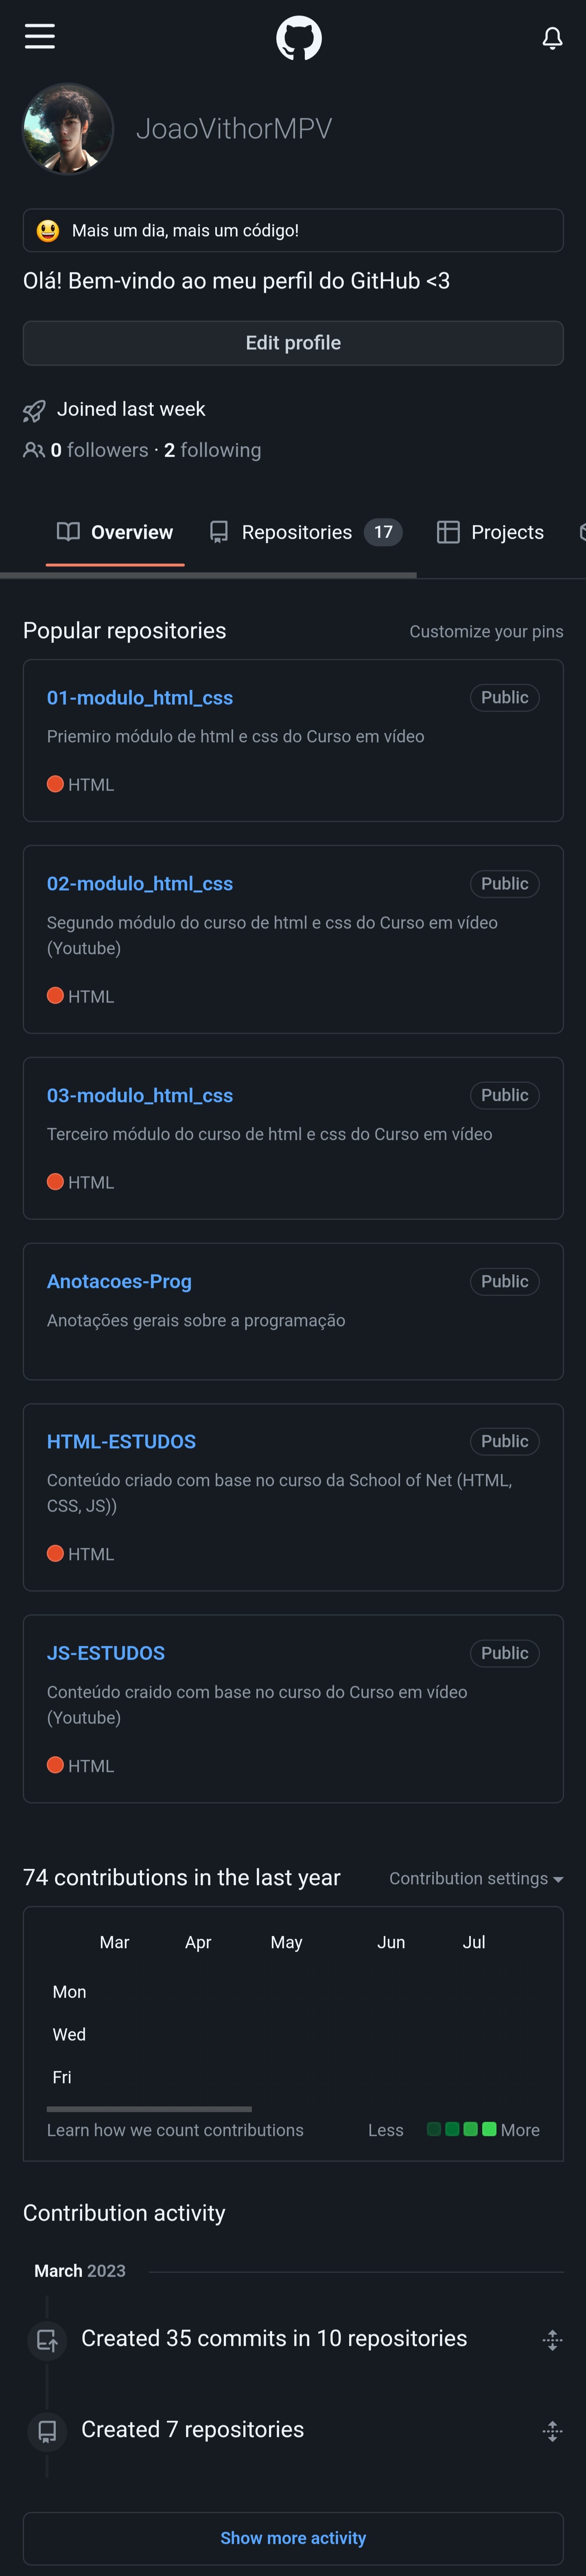 JoaoVithorMPV
Mais um dia, mais um código!
Olá! Bem-vindo ao meu perfil do GitHub <3
Edit profile
Joined last week
0 followers · 2 following
Overview Repositories 17 Projects
Popular repositories Customize your pins
01-modulo_html_css Public
Priemiro módulo de html e css do Curso em vídeo
HTML
02-modulo_html_css Public
Segundo módulo do curso de html e css do Curso em vídeo
(Youtube)
HTML
03-modulo_html_css Public
Terceiro módulo do curso de html e css do Curso em vídeo
HTML
Anotacoes-Prog Public
Anotações gerais sobre a programação
HTML-ESTUDOS Public
Conteúdo criado com base no curso da School of Net (HTML,
CSS, JS))
HTML
JS-ESTUDOS Public
Conteúdo craido com base no curso do Curso em vídeo
(Youtube)
HTML
74 contributions in the last year Contribution settings
Mar Apr May Jun Jul
Mon
Wed
Fri
Learn how we count contributions Less More
Contribution activity
March 2023
Created 35 commits in 10 repositories
Created 7 repositories
Show more activity